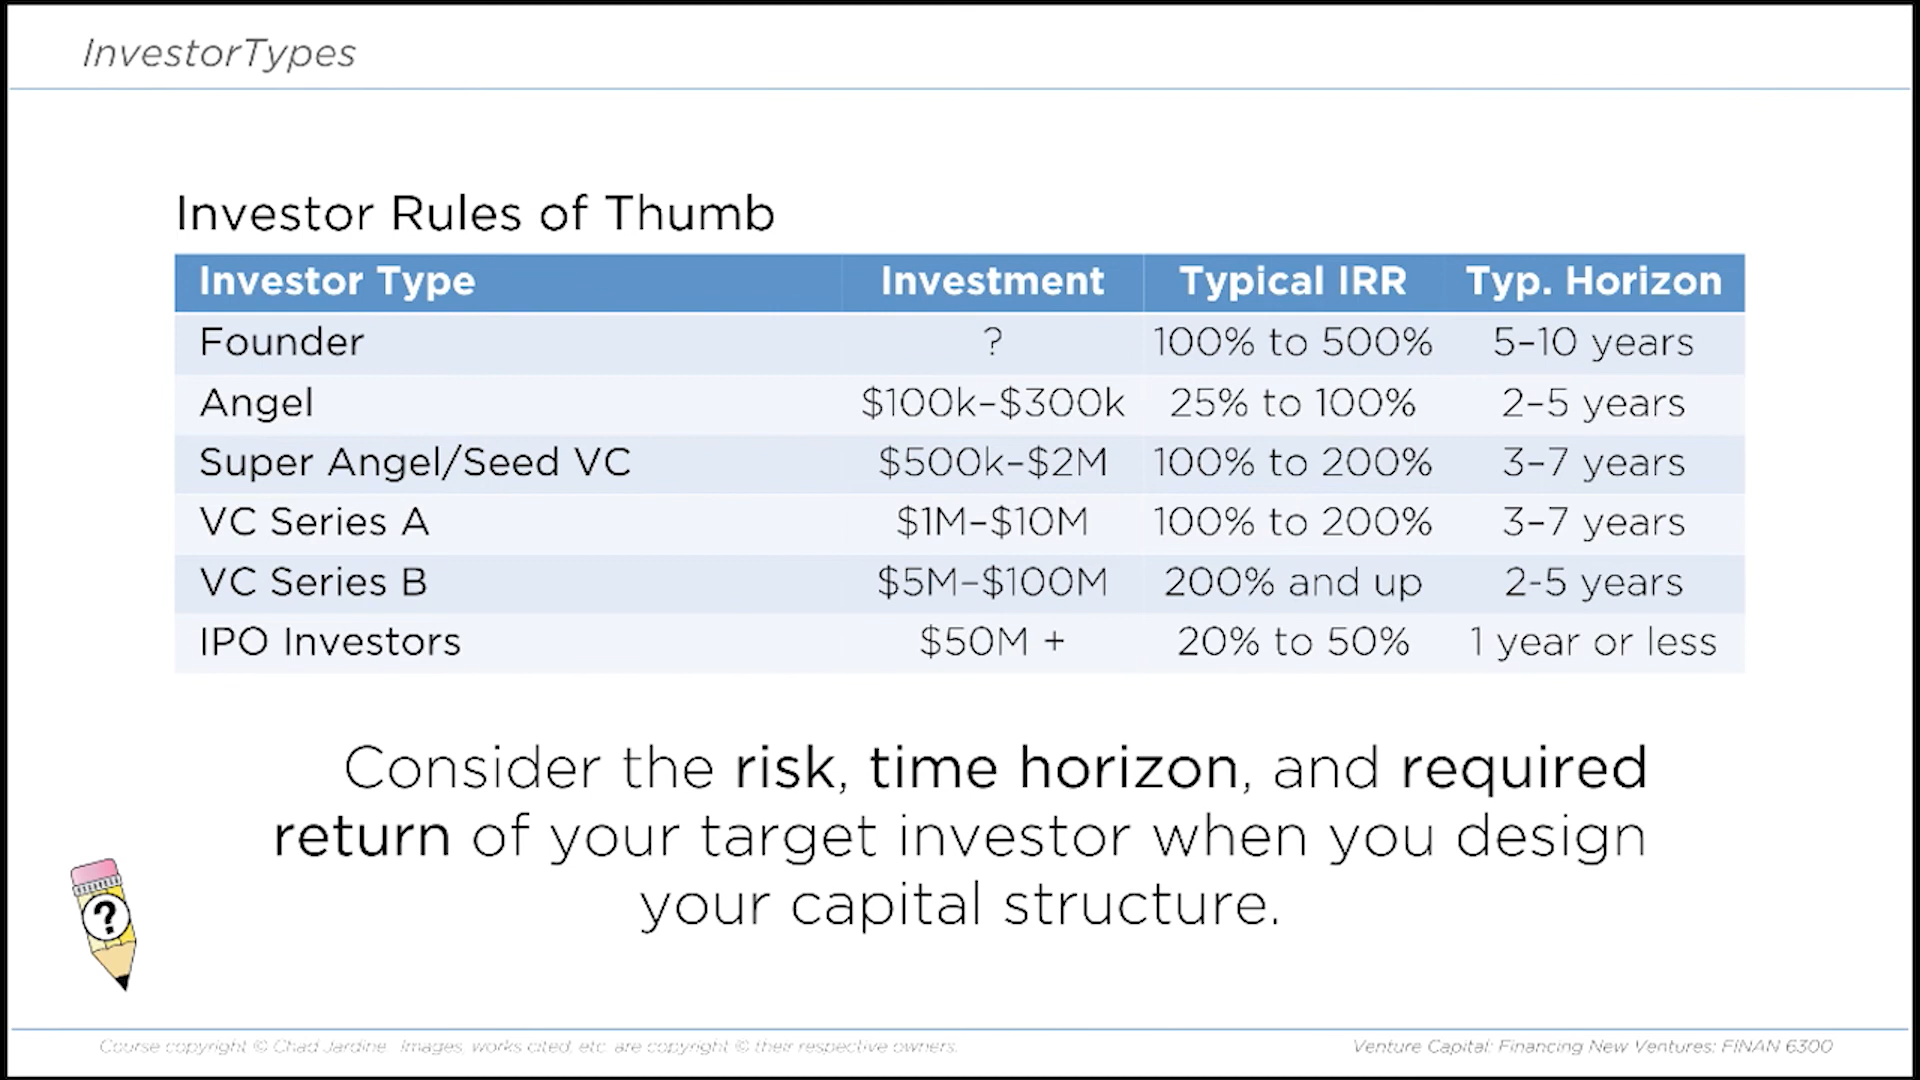 InvestorTypes
Investor Rules of Thumb
Investor Type Investment Typical IRR Typ. Horizon
Founder ? 100% to 500% 5–10 years
Angel $100k–$300k 25% to 100% 2–5 years
Super Angel/Seed VC $500k–$2M 100% to 200% 3–7 years
VC Series A $1M–$10M 100% to 200% 3–7 years
VC Series B $5M–$100M 200% and up 2-5 years
IPO Investors $50M + 20% to 50% 1 year or less
Consider the risk, time horizon, and required
return of your target investor when you design
your capital structure.
?
Course copyright © Chad Jardine. Images, works cited, etc. are copyright © their respective owners. Venture Capital: Financing New Ventures: FINAN 6300